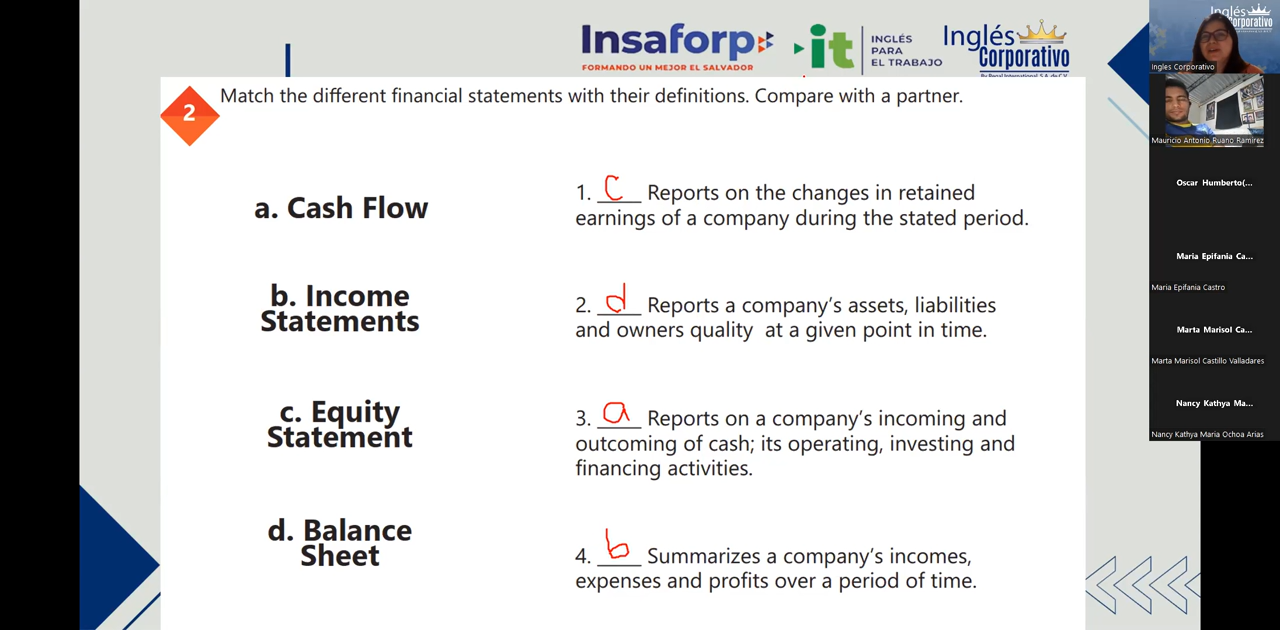 Insaforp
FORMANDO UN MEJOR EL SALVADOR
it
INGLÉS
PARA
EL TRABAJO
Inglés
Corporativo
2
Match the different financial statements with their definitions. Compare with a partner.
a. Cash Flow
b. Income
Statements
c. Equity
Statement
d. Balance
Sheet
1. c Reports on the changes in retained
earnings of a company during the stated period.
2. d Reports a company's assets, liabilities
and owners quality at a given point in time.
3. a Reports on a company's incoming and
outcoming of cash; its operating, investing and
financing activities.
4. b Summarizes a company's incomes,
expenses and profits over a period of time.
Inglés
Corporativo
Ingles Corporativo
Mauricio Antonio Ruano Ramirez
Oscar Humberto(...
Maria Epifania Ca...
Maria Epifania Castro
Marta Marisol Ca...
Marta Marisol Castillo Valladares
Nancy Kathya Ma...
Nancy Kathya Maria Ochoa Arias